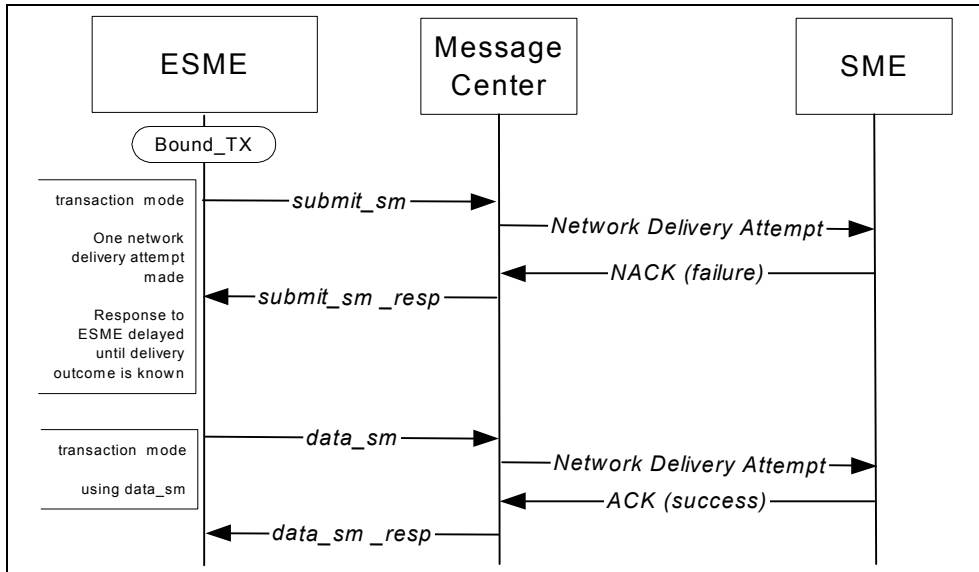 ESME
Message
Center
SME
Bound_TX
transaction mode
One network
delivery attempt
made
Response to
ESME delayed
until delivery
outcome is known
submit_sm
Network Delivery Attempt
NACK (failure)
submit_sm _resp
transaction mode
using data_sm
data_sm
Network Delivery Attempt
ACK (success)
data_sm _resp